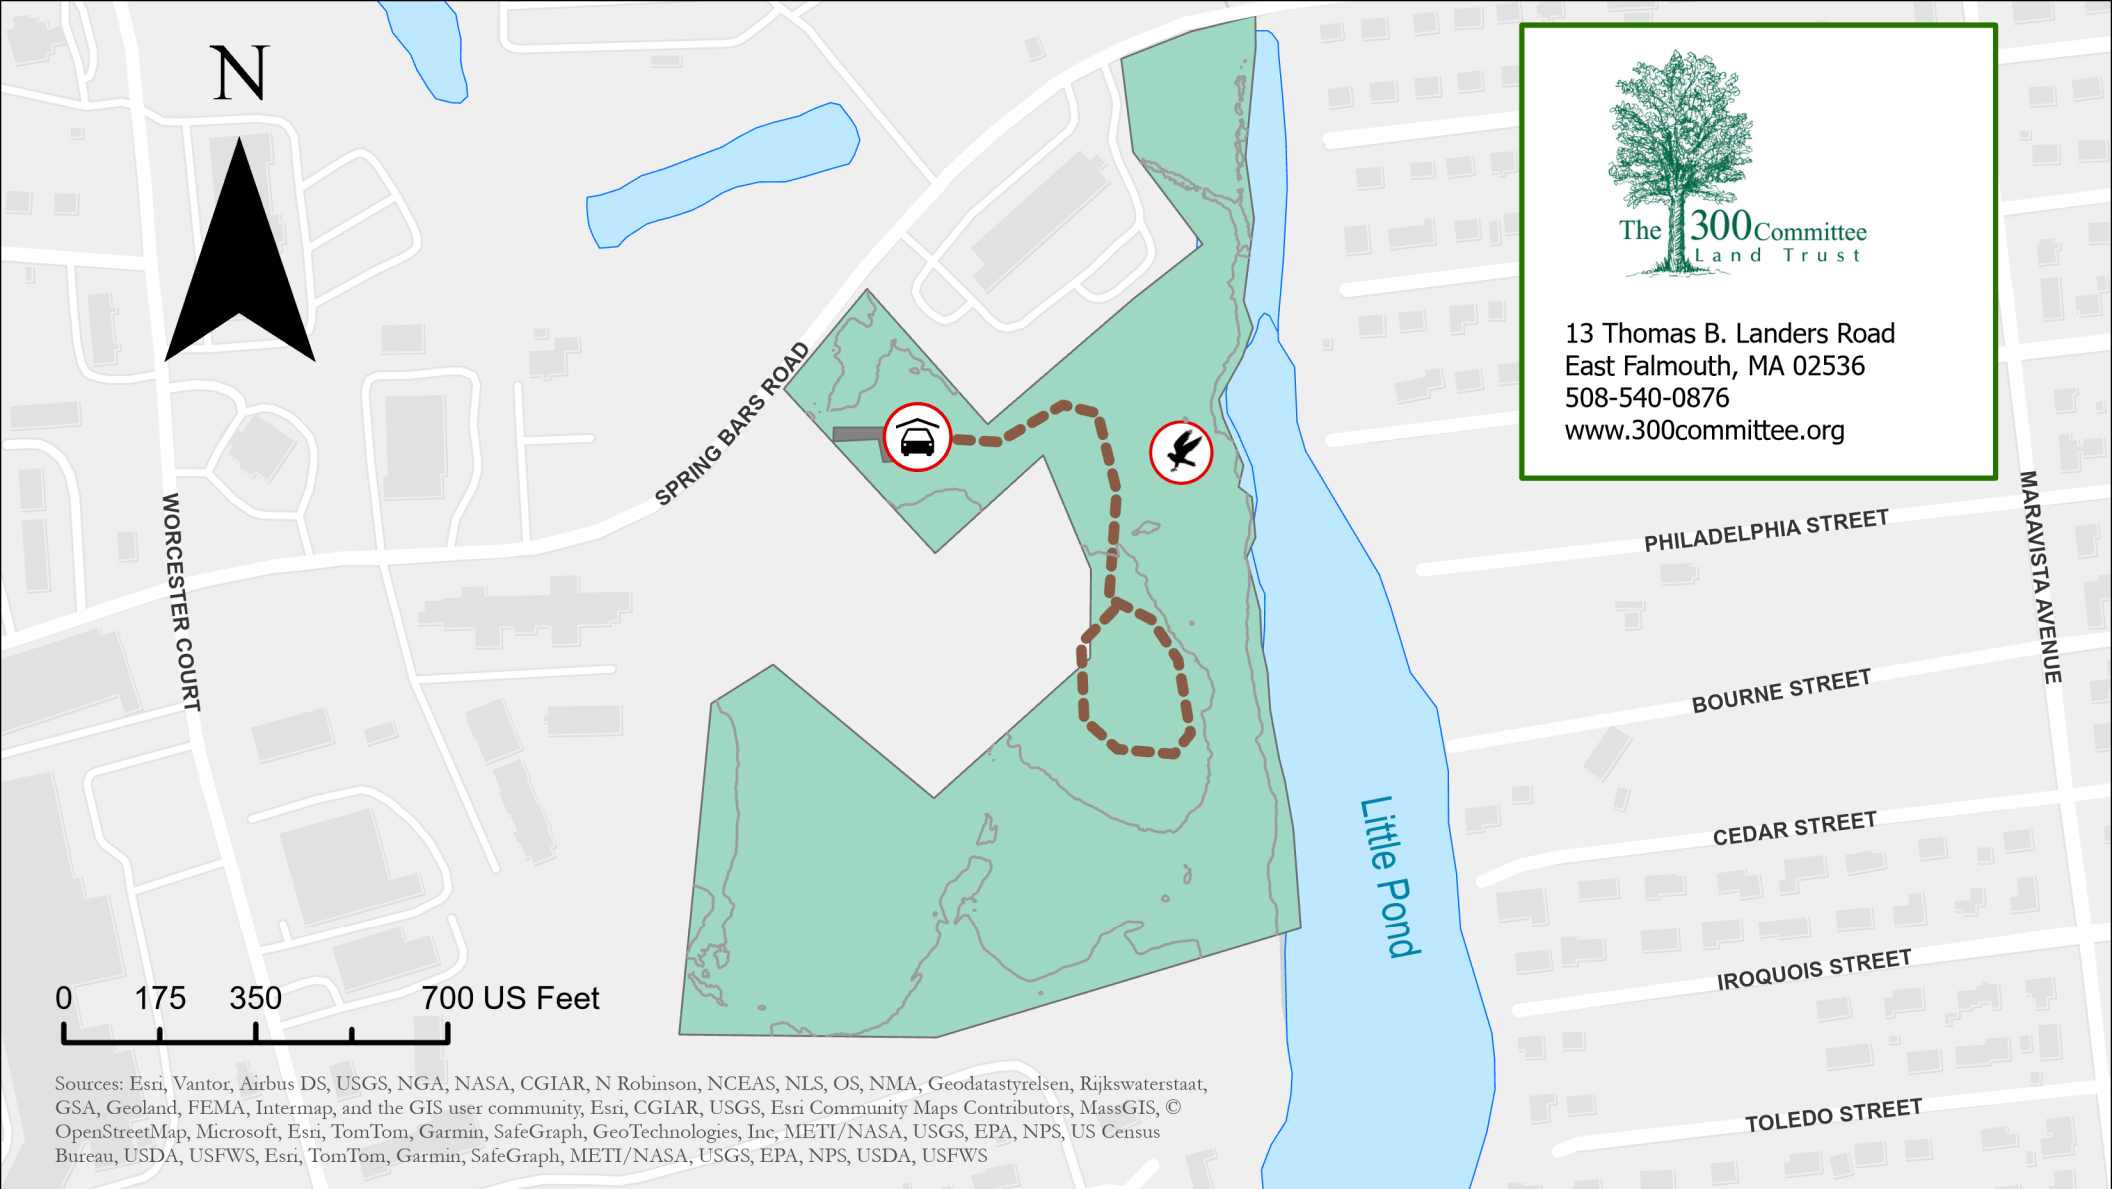 N
The 300 Committee
Land Trust
13 Thomas B. Landers Road
East Falmouth, MA 02536
508-540-0876
www.300committee.org
SPRING BARS ROAD
WORCESTER COURT
MARAVISTA AVENUE
PHILADELPHIA STREET
BOURNE STREET
CEDAR STREET
Little Pond
IROQUOIS STREET
TOLEDO STREET
0 175 350 700 US Feet
Sources: Esri, Vantor, Airbus DS, USGS, NGA, NASA, CGIAR, N Robinson, NCEAS, NLS, OS, NMA, Geodatastyrelsen, Rijkswaterstaat,
GSA, Geoland, FEMA, Intermap, and the GIS user community, Esri, CGIAR, USGS, Esri Community Maps Contributors, MassGIS, ©
OpenStreetMap, Microsoft, Esri, TomTom, Garmin, SafeGraph, GeoTechnologies, Inc, METI/NASA, USGS, EPA, NPS, US Census
Bureau, USDA, USFWS, Esri, TomTom, Garmin, SafeGraph, METI/NASA, USGS, EPA, NPS, USDA, USFWS